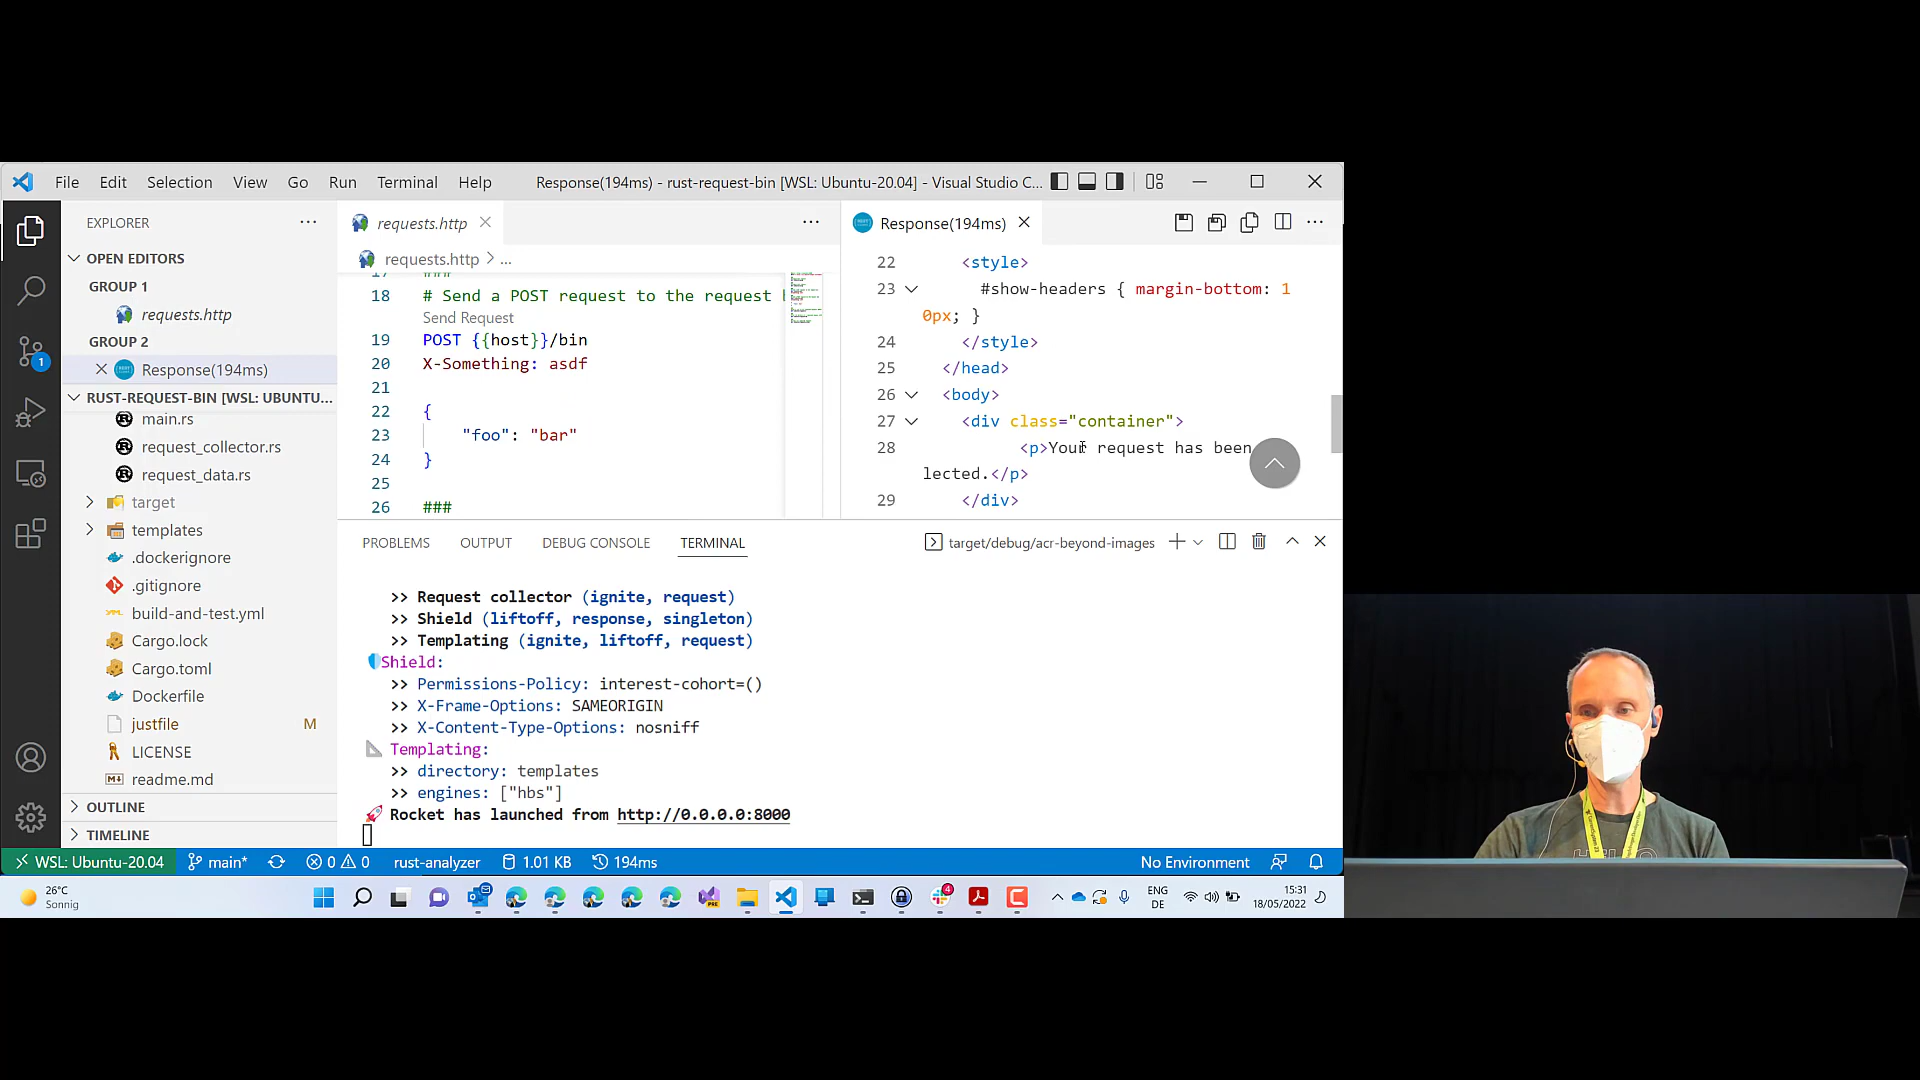 File Edit Selection View Go Run Terminal Help
Response(194ms) - rust-request-bin [WSL: Ubuntu-20.04] - Visual Studio C...
EXPLORER
OPEN EDITORS
GROUP 1
requests.http
GROUP 2
Response(194ms)
RUST-REQUEST-BIN [WSL: UBUNTU...
main.rs
request_collector.rs
request_data.rs
target
templates
.dockerignore
.gitignore
build-and-test.yml
Cargo.lock
Cargo.toml
Dockerfile
justfile M
LICENSE
readme.md
OUTLINE
TIMELINE
requests.http
requests.http > ...
17 ###
18 # Send a POST request to the request
Send Request
19 POST {{host}}/bin
20 X-Something: asdf
21
22 {
23 "foo": "bar"
24 }
25
26 ###
Response(194ms)
22 <style>
23 #show-headers { margin-bottom: 1
0px; }
24 </style>
25 </head>
26 <body>
27 <div class="container">
28 <p>Your request has been
lected.</p>
29 </div>
PROBLEMS OUTPUT DEBUG CONSOLE TERMINAL
target/debug/acr-beyond-images
>> Request collector (ignite, request)
>> Shield (liftoff, response, singleton)
>> Templating (ignite, liftoff, request)
Shield:
>> Permissions-Policy: interest-cohort=()
>> X-Frame-Options: SAMEORIGIN
>> X-Content-Type-Options: nosniff
Templating:
>> directory: templates
>> engines: ["hbs"]
Rocket has launched from http://0.0.0.0:8000
WSL: Ubuntu-20.04 main* 0 0 rust-analyzer 1.01 KB 194ms No Environment
26°C
Sonnig
ENG
DE
15:31
18/05/2022